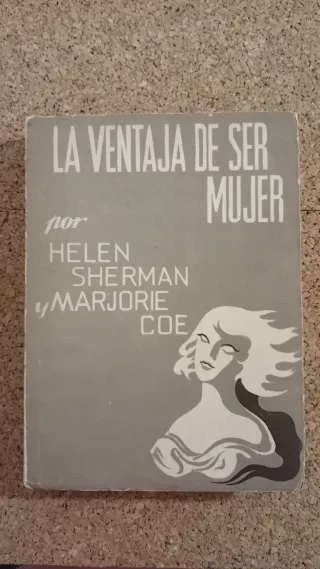 LA VENTAJA DE SER
MUJER
por
HELEN
SHERMAN
y MARJORIE
COE